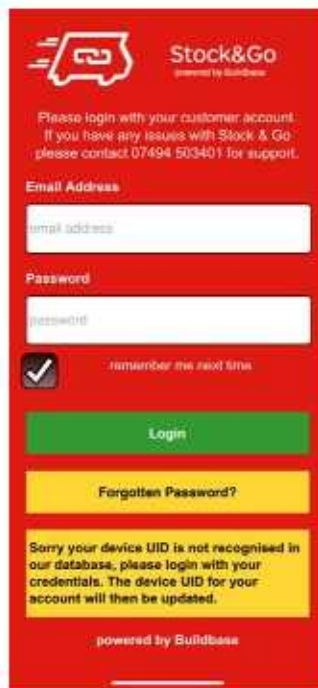 Stock&Go
powered by Buildbase
Please login with your customer account
If you have any issues with Stock & Go
please contact 07494 503401 for support.
Email Address
email address
Password
password
remember me next time
Login
Forgotten Password?
Sorry your device UID is not recognised in
our database, please login with your
credentials. The device UID for your
account will then be updated.
powered by Buildbase